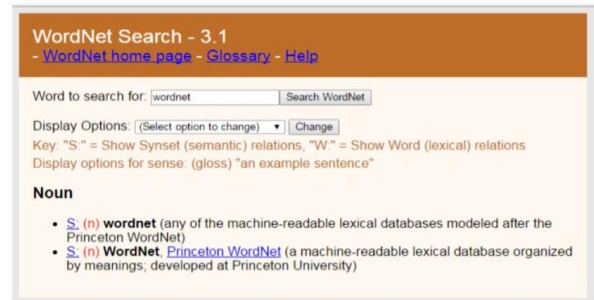 WordNet Search - 3.1
- WordNet home page - Glossary - Help
Word to search for: wordnet Search WordNet
Display Options: (Select option to change) Change
Key: "S:" = Show Synset (semantic) relations, "W:" = Show Word (lexical) relations
Display options for sense: (gloss) "an example sentence"
Noun
• S: (n) wordnet (any of the machine-readable lexical databases modeled after the
Princeton WordNet)
• S: (n) WordNet, Princeton WordNet (a machine-readable lexical database organized
by meanings; developed at Princeton University)